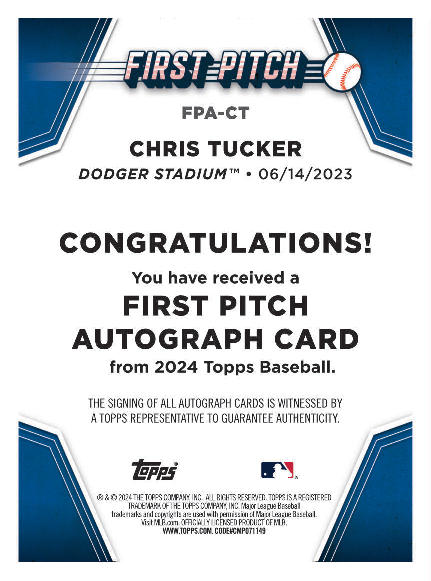 FIRST PITCH
FPA-CT
CHRIS TUCKER
DODGER STADIUM™ • 06/14/2023
CONGRATULATIONS!
You have received a
FIRST PITCH
AUTOGRAPH CARD
from 2024 Topps Baseball.
THE SIGNING OF ALL AUTOGRAPH CARDS IS WITNESSED BY
A TOPPS REPRESENTATIVE TO GUARANTEE AUTHENTICITY.
topps
® & © 2024 THE TOPPS COMPANY, INC. ALL RIGHTS RESERVED. TOPPS IS A REGISTERED
TRADEMARK OF THE TOPPS COMPANY, INC. Major League Baseball
trademarks and copyrights are used with permission of Major League Baseball.
Visit MLB.com. OFFICIALLY LICENSED PRODUCT OF MLB.
WWW.TOPPS.COM. CODE#CMP071149